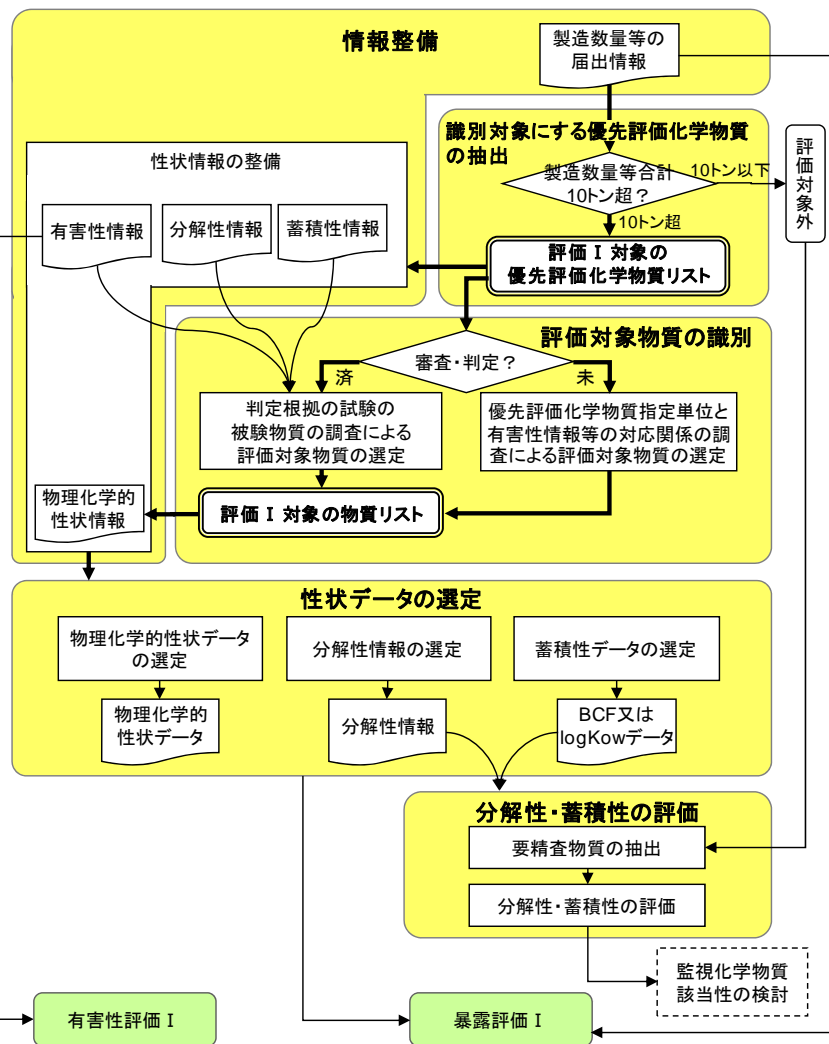 情報整備
製造数量等の
届出情報
識別対象にする優先評価化学物質
の抽出
製造数量等合計
10トン超？
10トン以下
10トン超
評価対象外
評価Ⅰ対象の
優先評価化学物質リスト
性状情報の整備
有害性情報
分解性情報
蓄積性情報
評価対象物質の識別
審査・判定？
済
未
判定根拠の試験の
被験物質の調査による
評価対象物質の選定
優先評価化学物質指定単位と
有害性情報等の対応関係の調
査による評価対象物質の選定
物理化学的
性状情報
評価Ⅰ対象の物質リスト
性状データの選定
物理化学的性状データ
の選定
分解性情報の選定
蓄積性データの選定
物理化学的
性状データ
分解性情報
BCF又は
logKowデータ
分解性・蓄積性の評価
要精査物質の抽出
分解性・蓄積性の評価
監視化学物質
該当性の検討
有害性評価Ⅰ
暴露評価Ⅰ